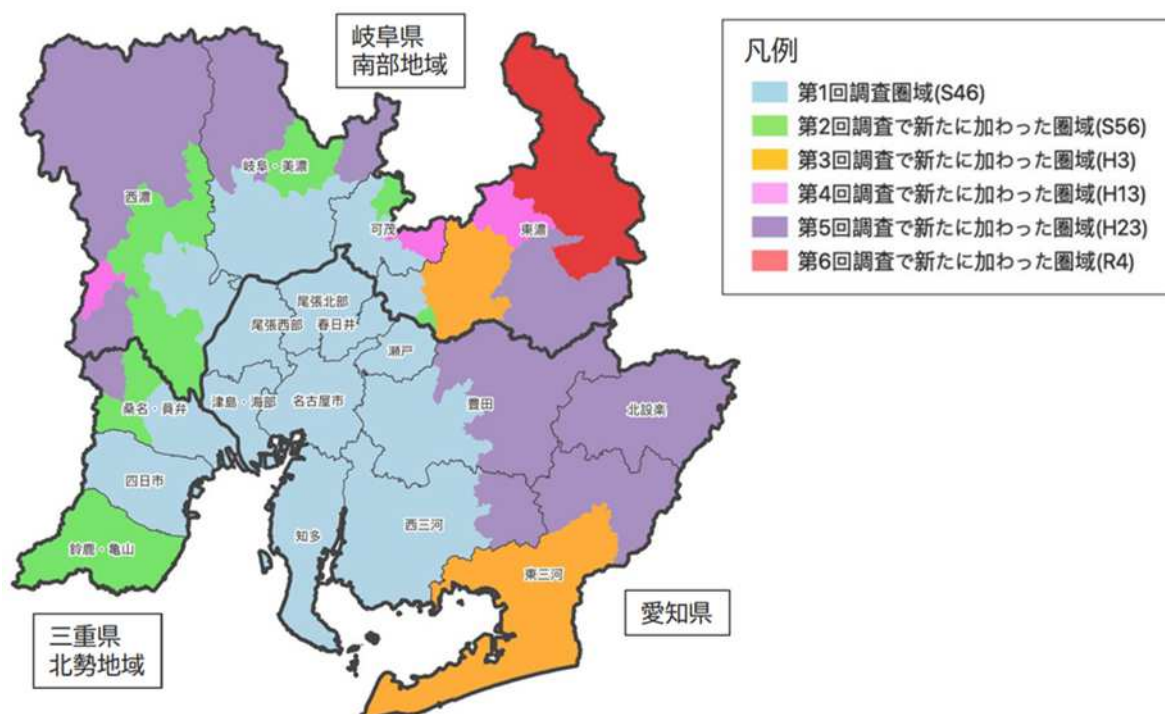 岐阜県
南部地域
凡例
第1回調査圏域(S46)
第2回調査で新たに加わった圏域(S56)
第3回調査で新たに加わった圏域(H3)
第4回調査で新たに加わった圏域(H13)
第5回調査で新たに加わった圏域(H23)
第6回調査で新たに加わった圏域(R4)
岐阜・美濃
西濃
可茂
東濃
尾張北部
尾張西部
春日井
瀬戸
桑名・員弁
津島・海部
名古屋市
豊田
北設楽
四日市
西三河
知多
鈴鹿・亀山
東三河
愛知県
三重県
北勢地域